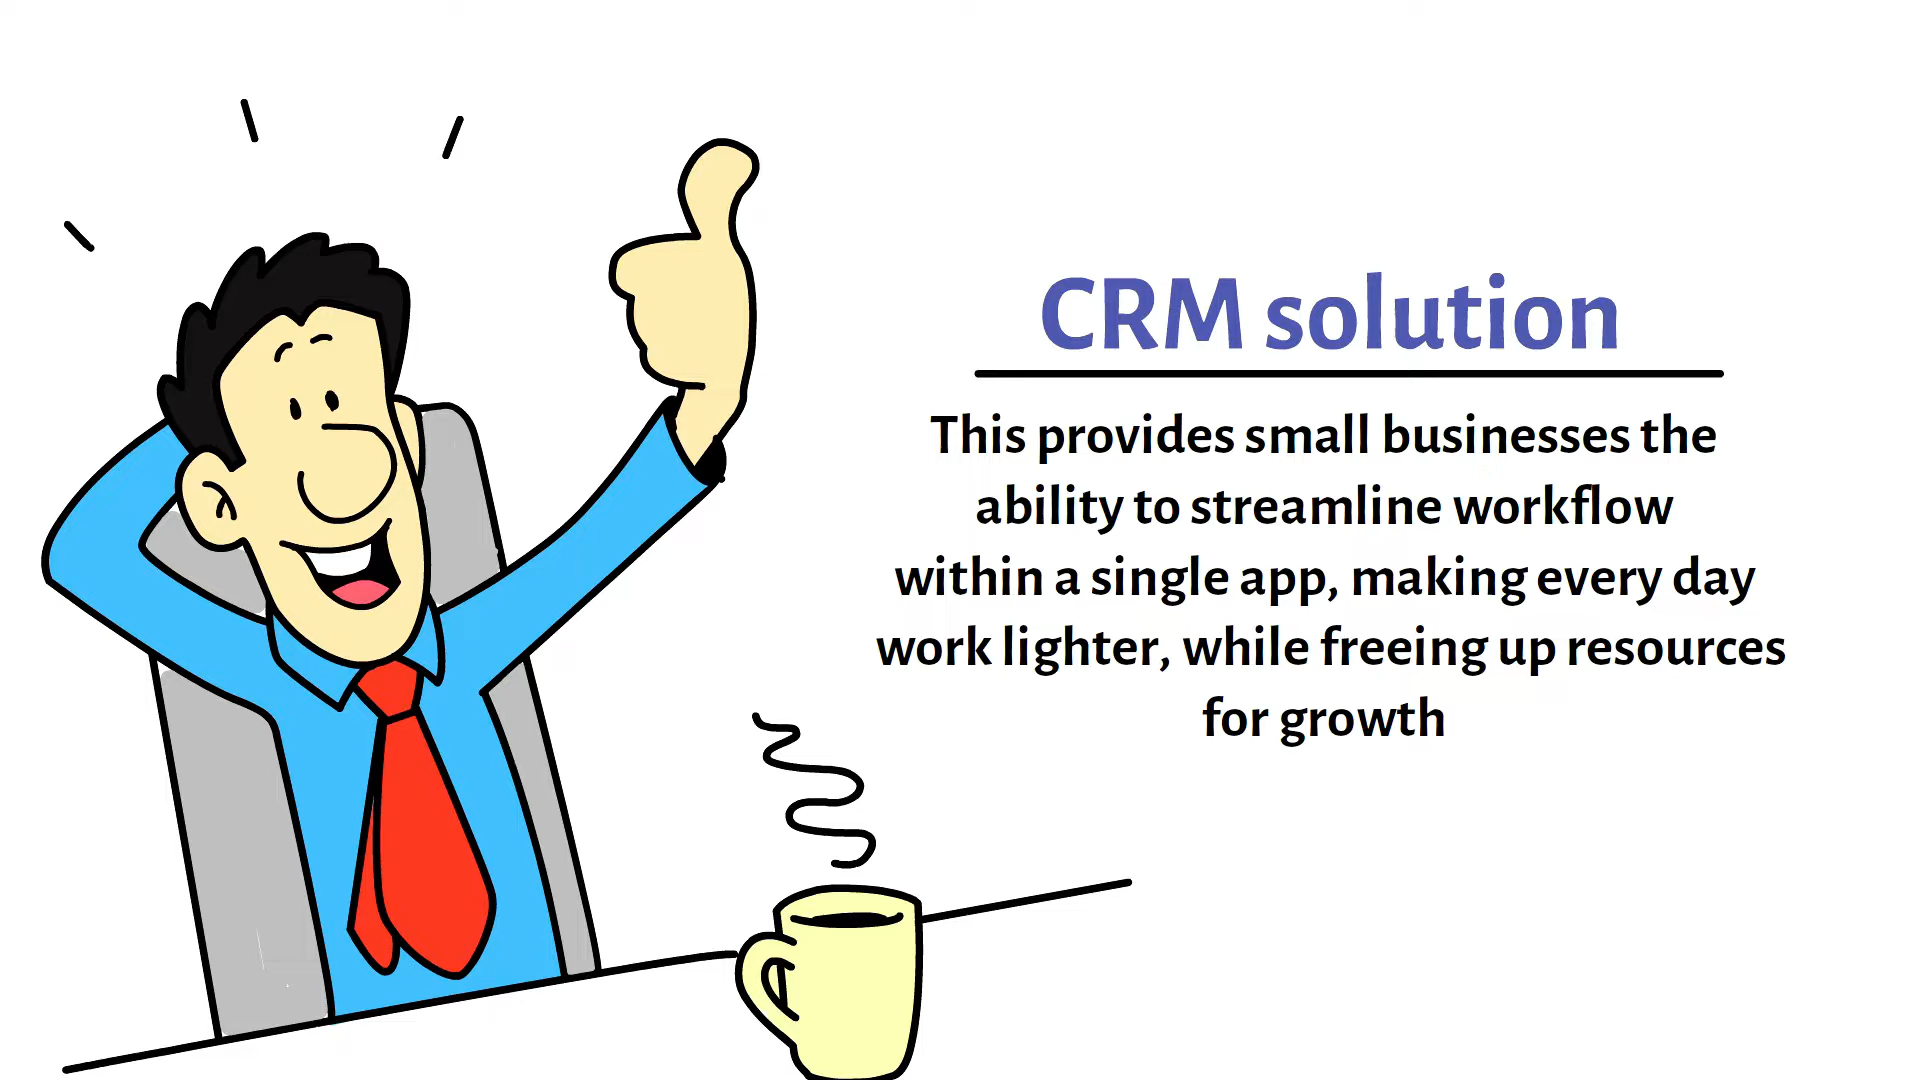 CRM solution
This provides small businesses the
ability to streamline workflow
within a single app, making every day
work lighter, while freeing up resources
for growth